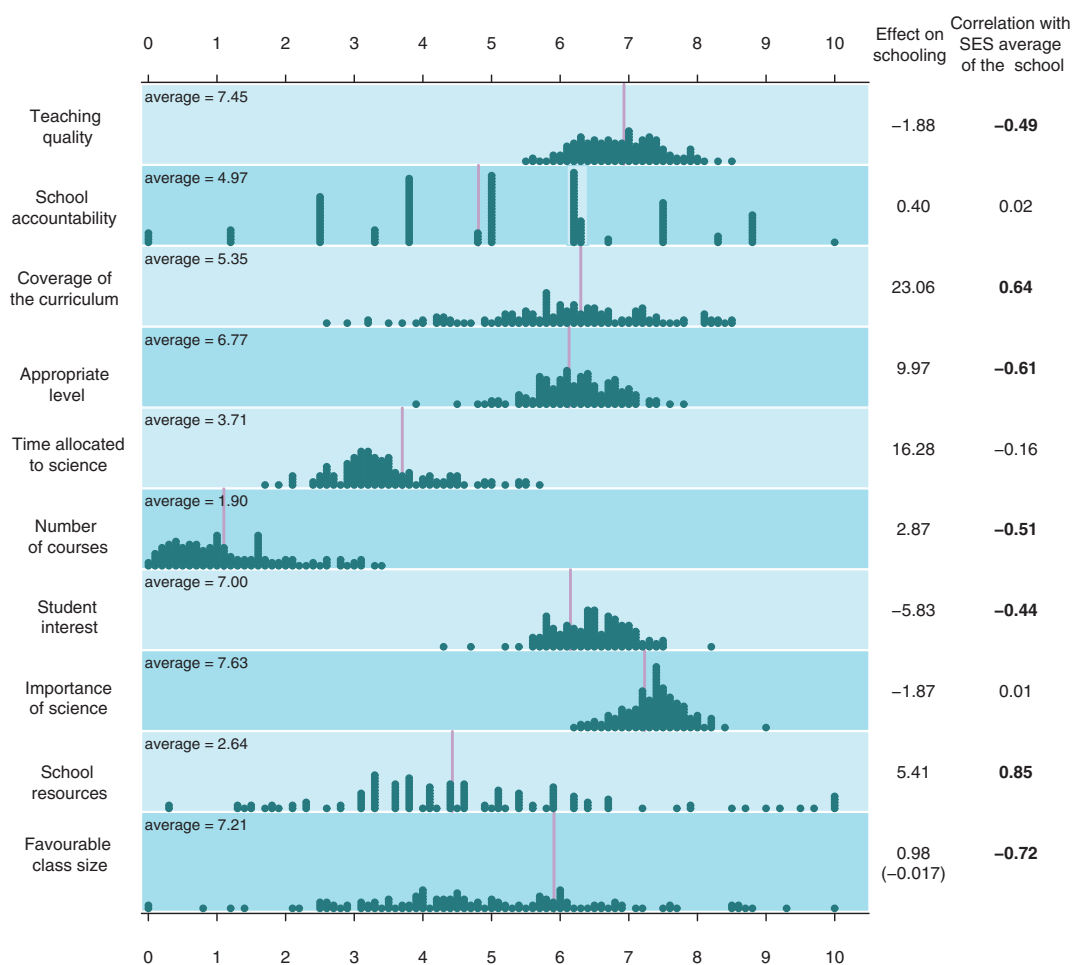 0 1 2 3 4 5 6 7 8 9 10
Effect on
schooling
Correlation with
SES average
of the school
Teaching
quality
average = 7.45
−1.88
−0.49
School
accountability
average = 4.97
0.40
0.02
Coverage of
the curriculum
average = 5.35
23.06
0.64
Appropriate
level
average = 6.77
9.97
−0.61
Time allocated
to science
average = 3.71
16.28
−0.16
Number
of courses
average = 1.90
2.87
−0.51
Student
interest
average = 7.00
−5.83
−0.44
Importance
of science
average = 7.63
−1.87
0.01
School
resources
average = 2.64
5.41
0.85
Favourable
class size
average = 7.21
0.98
(−0.017)
−0.72
0 1 2 3 4 5 6 7 8 9 10